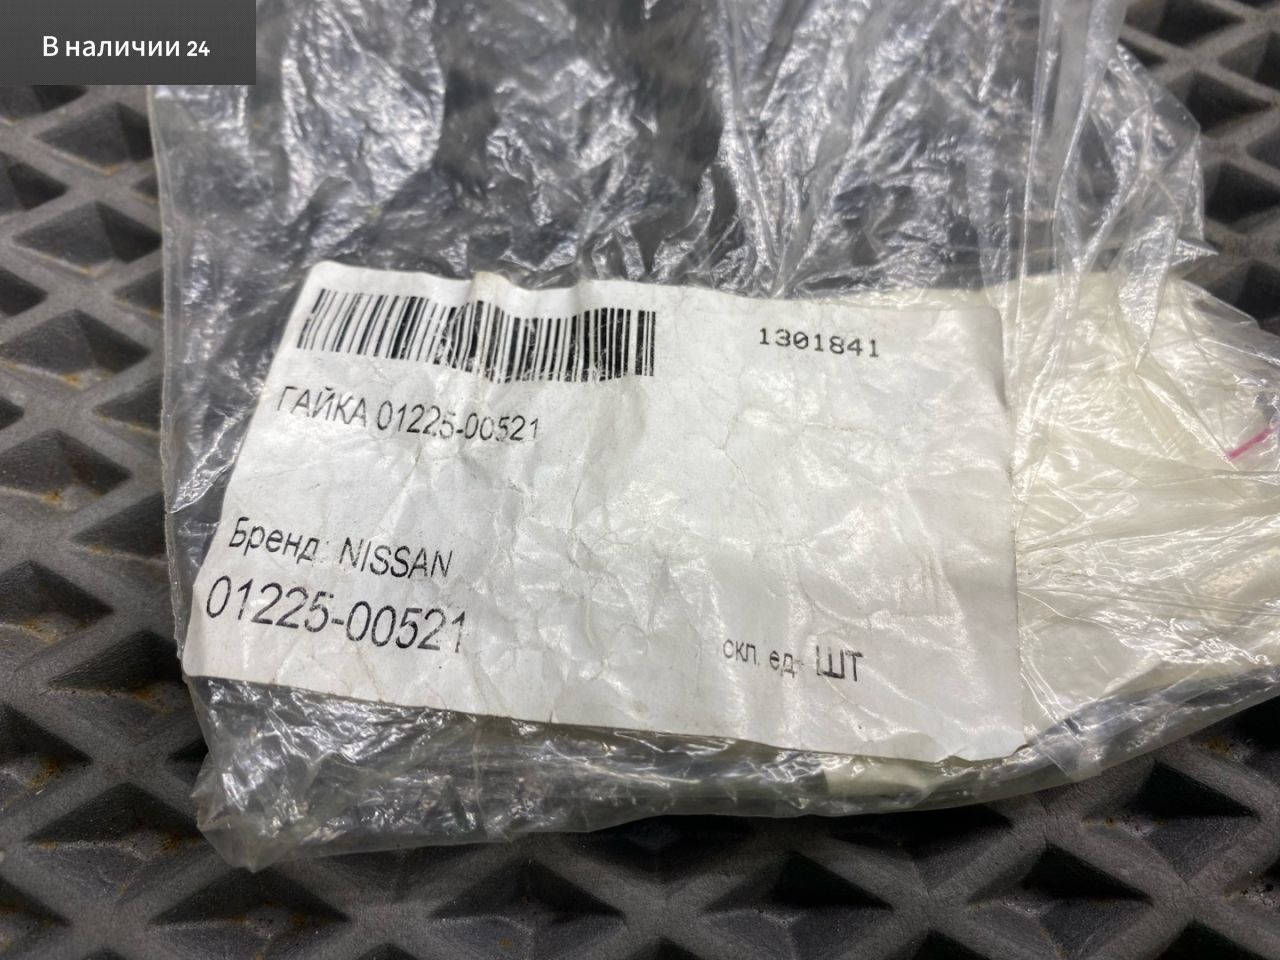 В наличии 24
1301841
ГАЙКА 01225-00521
Бренд: NISSAN
01225-00521
скл. ед- ШТ